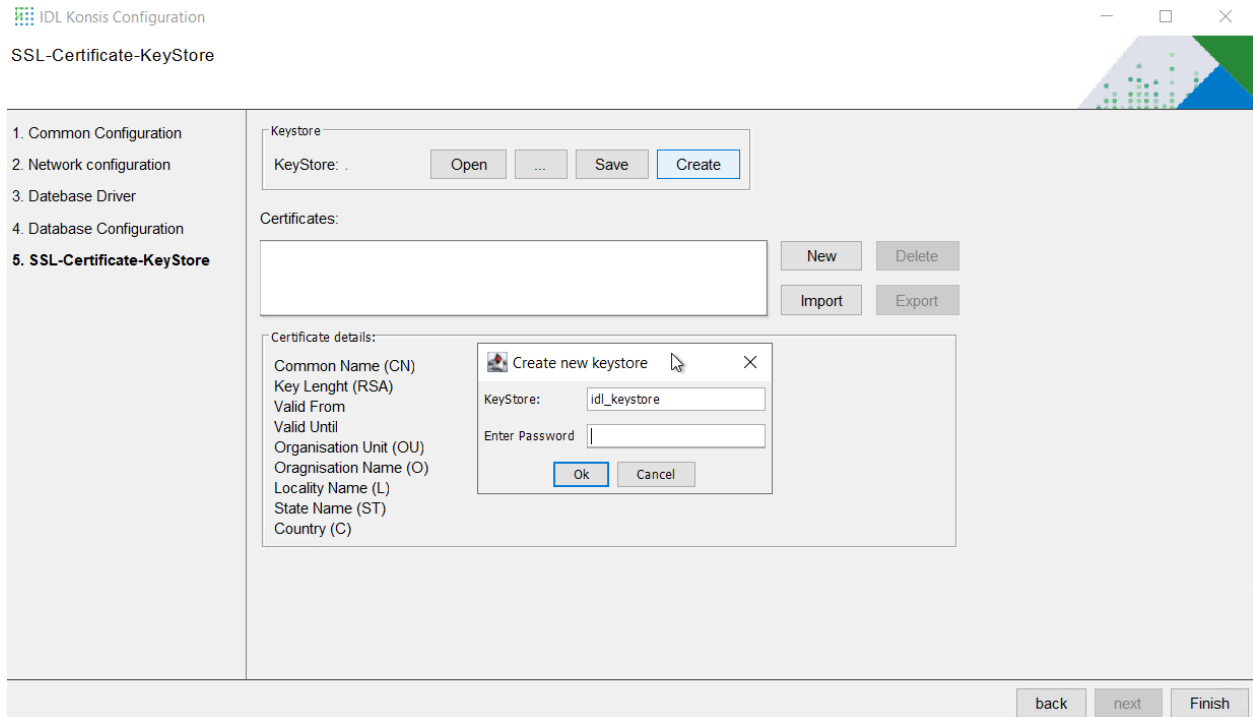 IDL Konsis Configuration
SSL-Certificate-KeyStore
1. Common Configuration
2. Network configuration
3. Datebase Driver
4. Database Configuration
5. SSL-Certificate-KeyStore
Keystore
KeyStore: . Open ... Save Create
Certificates:
New Delete
Import Export
Certificate details:
Common Name (CN)
Key Lenght (RSA)
Valid From
Valid Until
Organisation Unit (OU)
Oragnisation Name (O)
Locality Name (L)
State Name (ST)
Country (C)
Create new keystore
KeyStore: idl_keystore
Enter Password
Ok Cancel
back next Finish